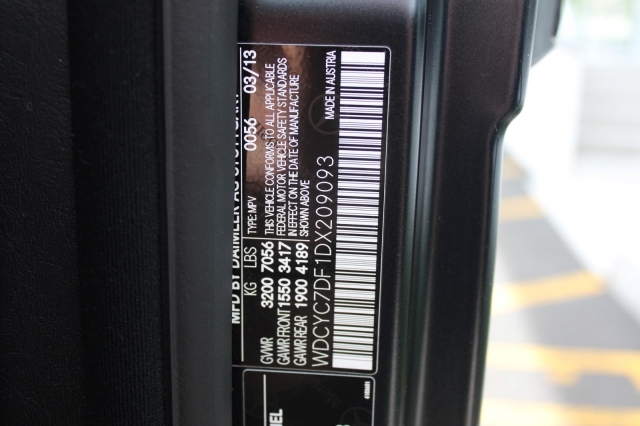 MFD BY DAIMLER AG STUTTGART
0056 03/13
KG LBS TYPE: MPV
GVWR 3200 7056 THIS VEHICLE CONFORMS TO ALL APPLICABLE
GAWR FRONT 1550 3417 FEDERAL MOTOR VEHICLE SAFETY STANDARDS
IN EFFECT ON THE DATE OF MANUFACTURE
GAWR REAR 1900 4189 SHOWN ABOVE
WDCYC7DF1DX209093 MADE IN AUSTRIA